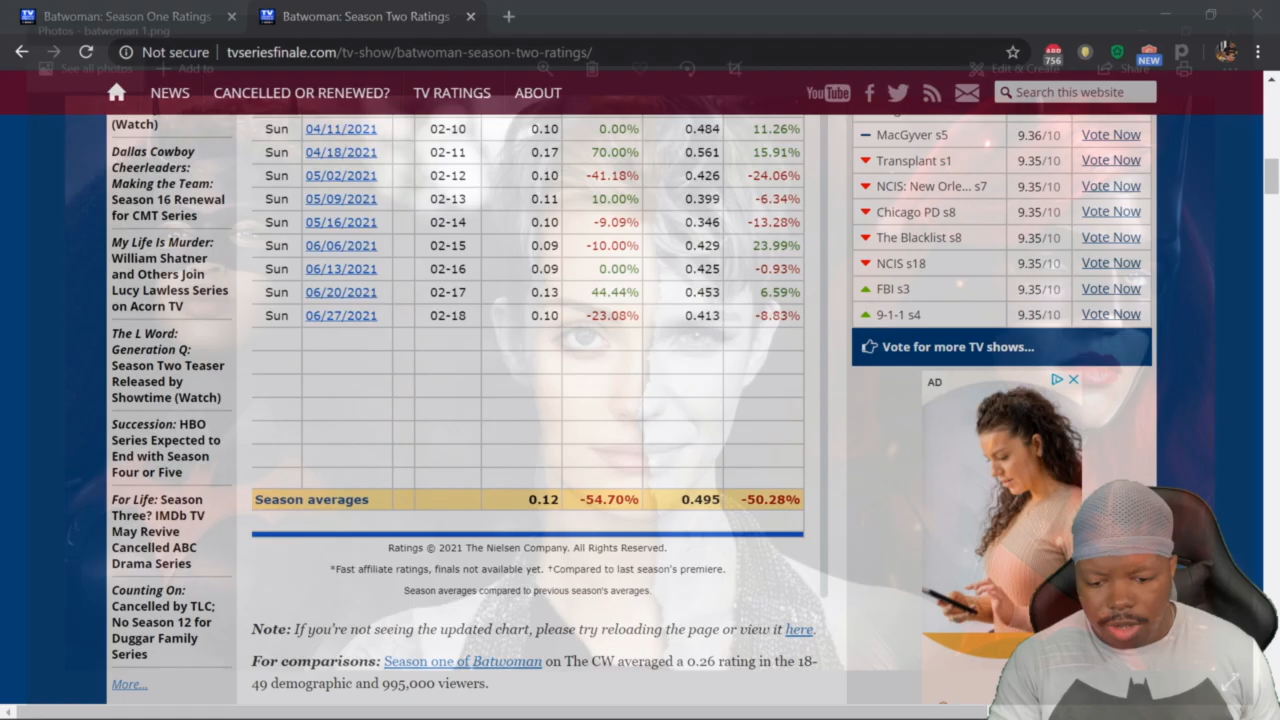 Batwoman: Season One Ratings
Batwoman: Season Two Ratings
Photos - batwoman 1.png
Not secure | tvseriesfinale.com/tv-show/batwoman-season-two-ratings/
ABD
756
NEW
See all photos
Add to
Edit & Create
Share
NEWS
CANCELLED OR RENEWED?
TV RATINGS
ABOUT
YouTube
Search this website
(Watch)
Dallas Cowboy
Cheerleaders:
Making the Team:
Season 16 Renewal
for CMT Series
My Life Is Murder:
William Shatner
and Others Join
Lucy Lawless Series
on Acorn TV
The L Word:
Generation Q:
Season Two Teaser
Released by
Showtime (Watch)
Succession: HBO
Series Expected to
End with Season
Four or Five
For Life: Season
Three? IMDb TV
May Revive
Cancelled ABC
Drama Series
Counting On:
Cancelled by TLC;
No Season 12 for
Duggar Family
Series
More...
Sun 04/11/2021 02-10 0.10 0.00% 0.484 11.26%
Sun 04/18/2021 02-11 0.17 70.00% 0.561 15.91%
Sun 05/02/2021 02-12 0.10 -41.18% 0.426 -24.06%
Sun 05/09/2021 02-13 0.11 10.00% 0.399 -6.34%
Sun 05/16/2021 02-14 0.10 -9.09% 0.346 -13.28%
Sun 06/06/2021 02-15 0.09 -10.00% 0.429 23.99%
Sun 06/13/2021 02-16 0.09 0.00% 0.425 -0.93%
Sun 06/20/2021 02-17 0.13 44.44% 0.453 6.59%
Sun 06/27/2021 02-18 0.10 -23.08% 0.413 -8.83%
Season averages 0.12 -54.70% 0.495 -50.28%
Ratings © 2021 The Nielsen Company. All Rights Reserved.
*Fast affiliate ratings, finals not available yet. †Compared to last season's premiere.
Season averages compared to previous season's averages.
Note: If you're not seeing the updated chart, please try reloading the page or view it here.
For comparisons: Season one of Batwoman on The CW averaged a 0.26 rating in the 18-
49 demographic and 995,000 viewers.
MacGyver s5 9.36/10 Vote Now
Transplant s1 9.35/10 Vote Now
NCIS: New Orle... s7 9.35/10 Vote Now
Chicago PD s8 9.35/10 Vote Now
The Blacklist s8 9.35/10 Vote Now
NCIS s18 9.35/10 Vote Now
FBI s3 9.35/10 Vote Now
9-1-1 s4 9.35/10 Vote Now
Vote for more TV shows...
AD